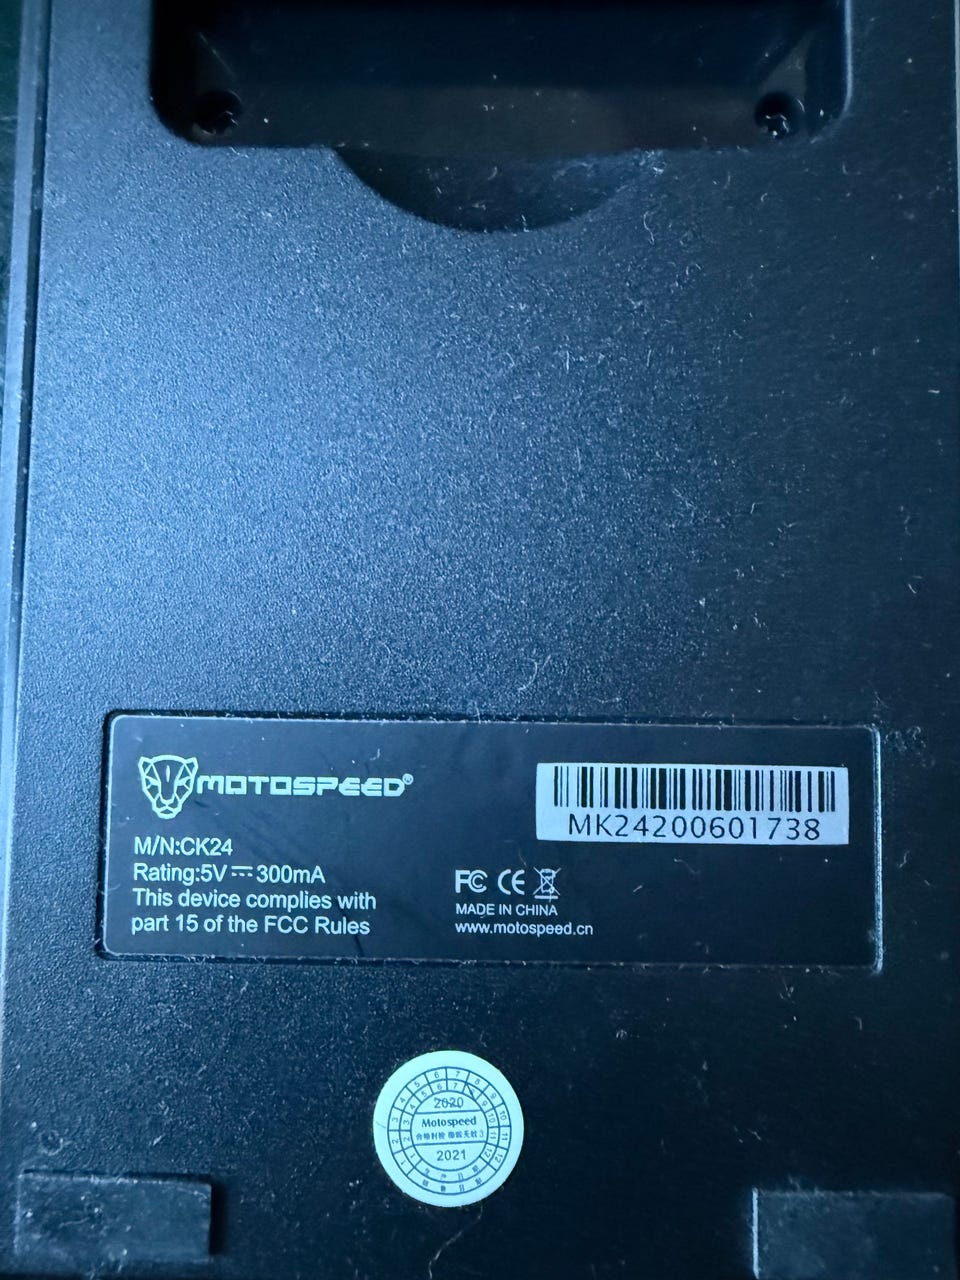 MOTOSPEED®
MK24200601738
M/N:CK24
Rating:5V 300mA
This device complies with
part 15 of the FCC Rules
FC CE
MADE IN CHINA
www.motospeed.cn
2020
Motospeed
2021